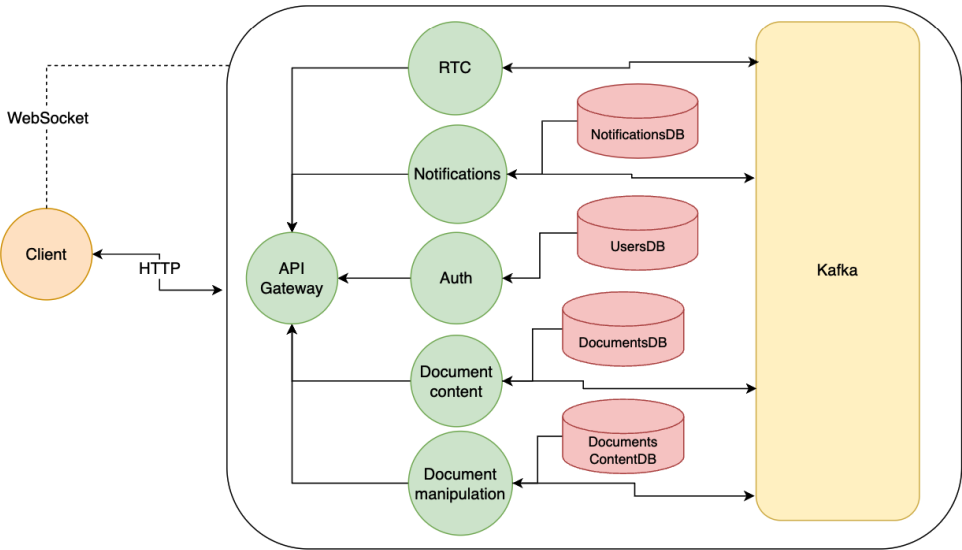 RTC
WebSocket
NotificationsDB
Notifications
UsersDB
Client
HTTP
API
Gateway
Auth
Kafka
DocumentsDB
Document
content
Documents
ContentDB
Document
manipulation